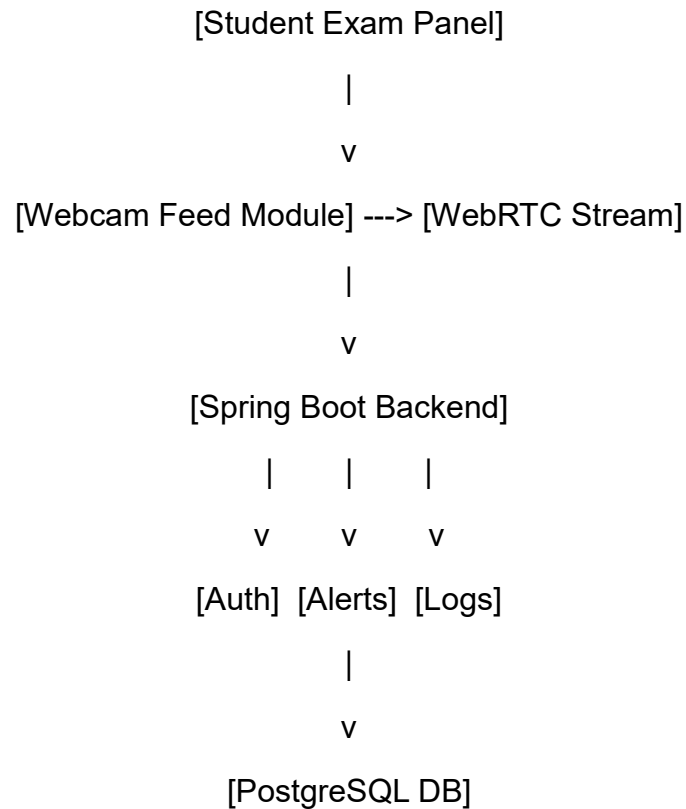 [Student Exam Panel]
|
v
[Webcam Feed Module] ---> [WebRTC Stream]
|
v
[Spring Boot Backend]
| | |
v v v
[Auth] [Alerts] [Logs]
|
v
[PostgreSQL DB]